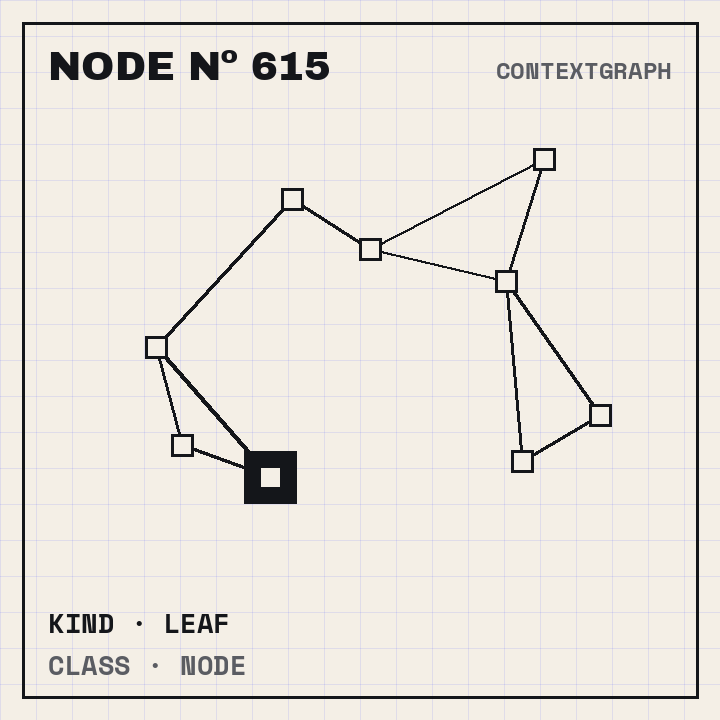 NODE Nº 615
CONTEXTGRAPH
KIND · LEAF
CLASS · NODE